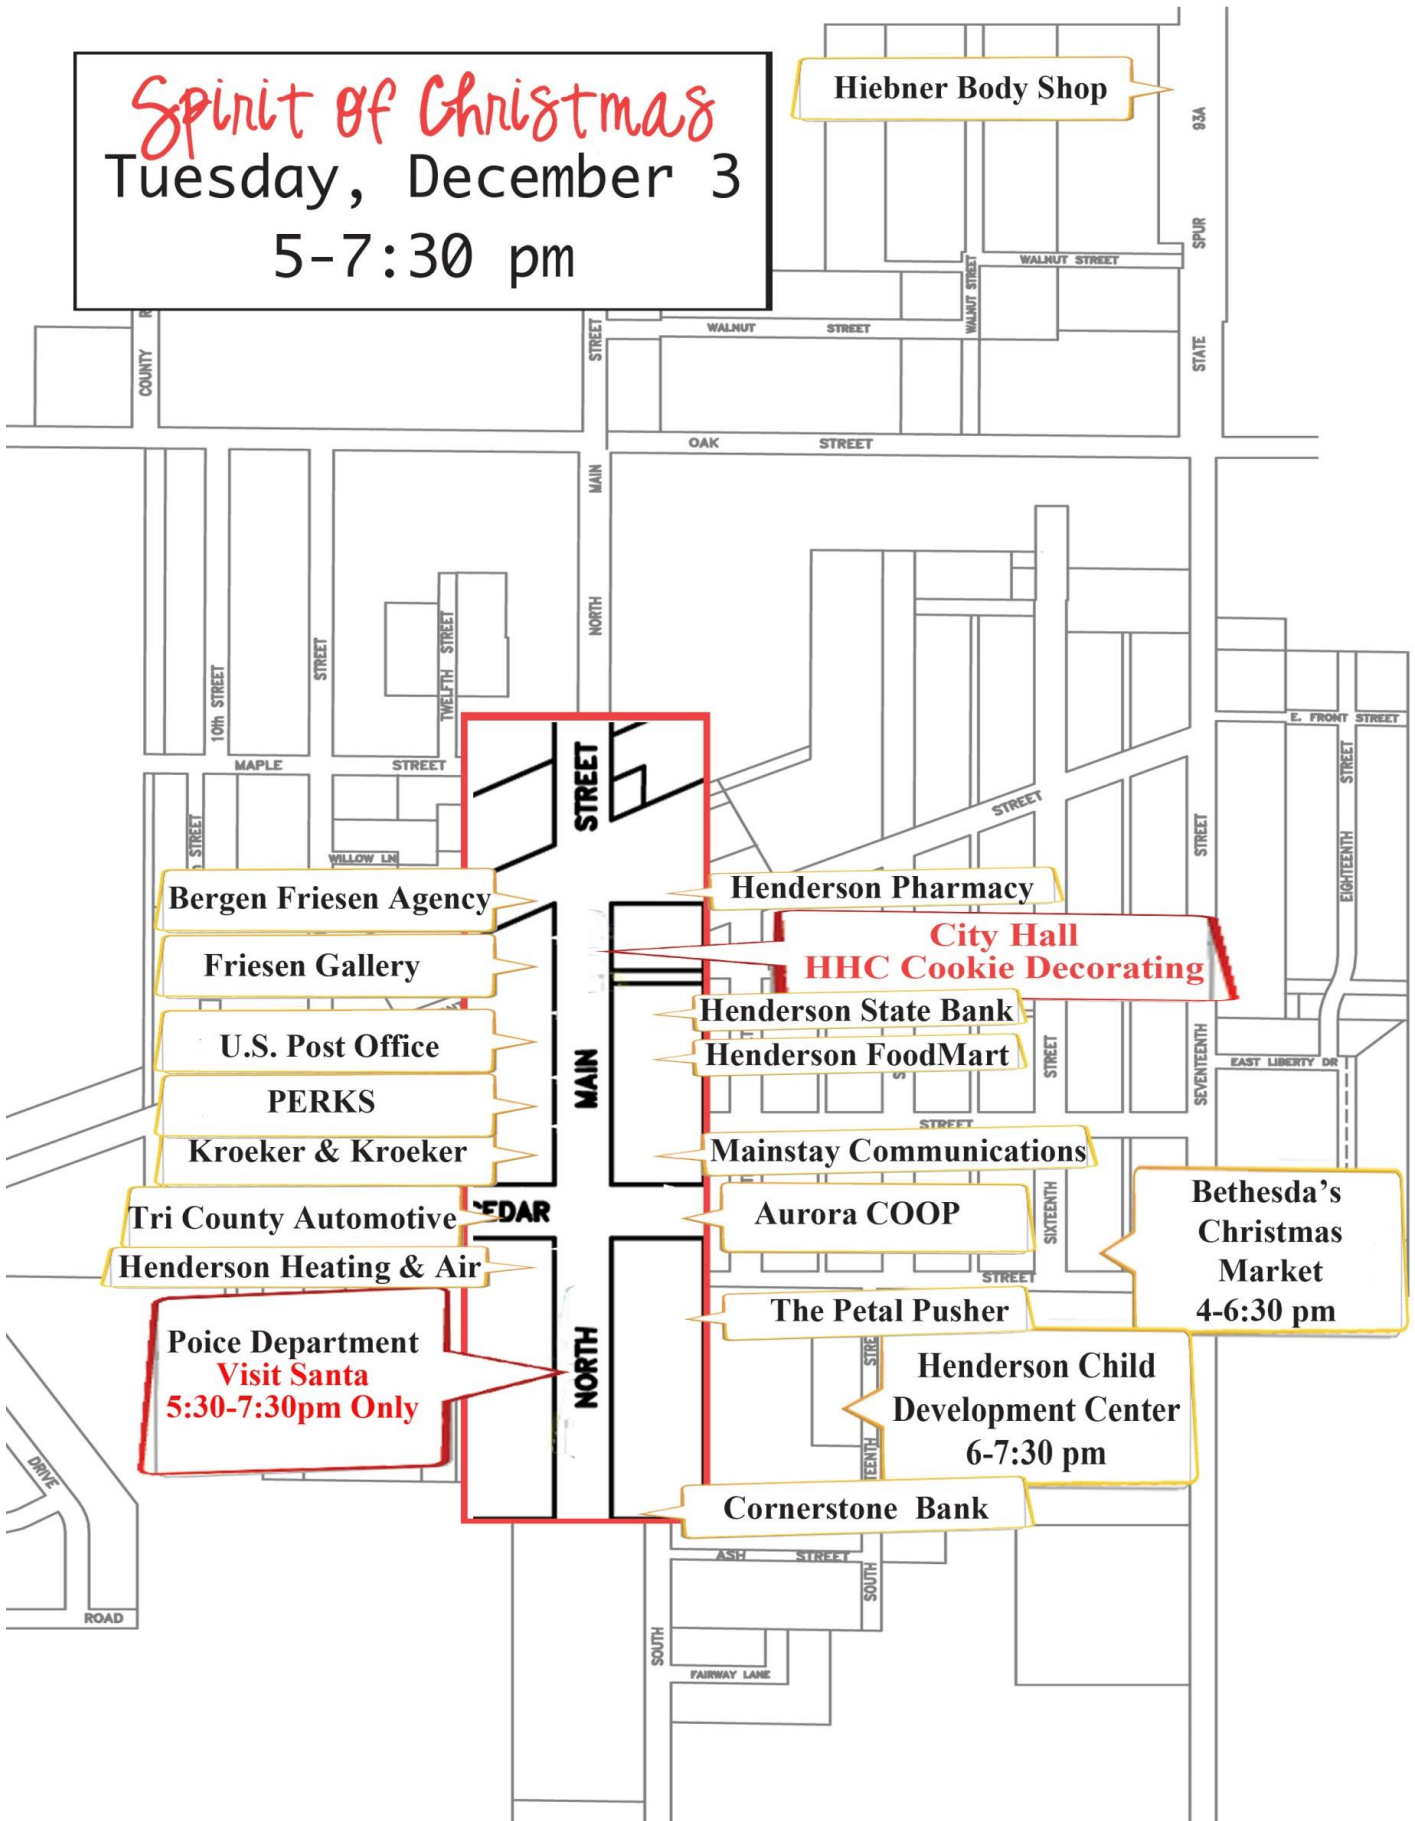 Spirit of Christmas
Tuesday, December 3
5-7:30 pm
Hiebner Body Shop
93A
SPUR
STATE
WALNUT STREET
WALNUT STREET
WALNUT STREET
COUNTY
STREET
MAIN
NORTH
OAK STREET
10th STREET
STREET
TWELFTH STREET
MAPLE STREET
STREET
WILLOW LN
STREET
E. FRONT STREET
STREET
EIGHTEENTH
STREET
STREET
SEVENTEENTH
EAST LIBERTY DR
STREET
Bergen Friesen Agency
Henderson Pharmacy
City Hall
HHC Cookie Decorating
Friesen Gallery
Henderson State Bank
U.S. Post Office
Henderson FoodMart
MAIN
PERKS
STREET
STREET
Kroeker & Kroeker
Mainstay Communications
SIXTEENTH
CEDAR
Tri County Automotive
Aurora COOP
Bethesda's
Christmas
Market
4-6:30 pm
Henderson Heating & Air
STREET
The Petal Pusher
Poice Department
Visit Santa
5:30-7:30pm Only
NORTH
Henderson Child
Development Center
6-7:30 pm
DRIVE
Cornerstone Bank
ASH STREET
SOUTH
ROAD
SOUTH
FAIRWAY LANE